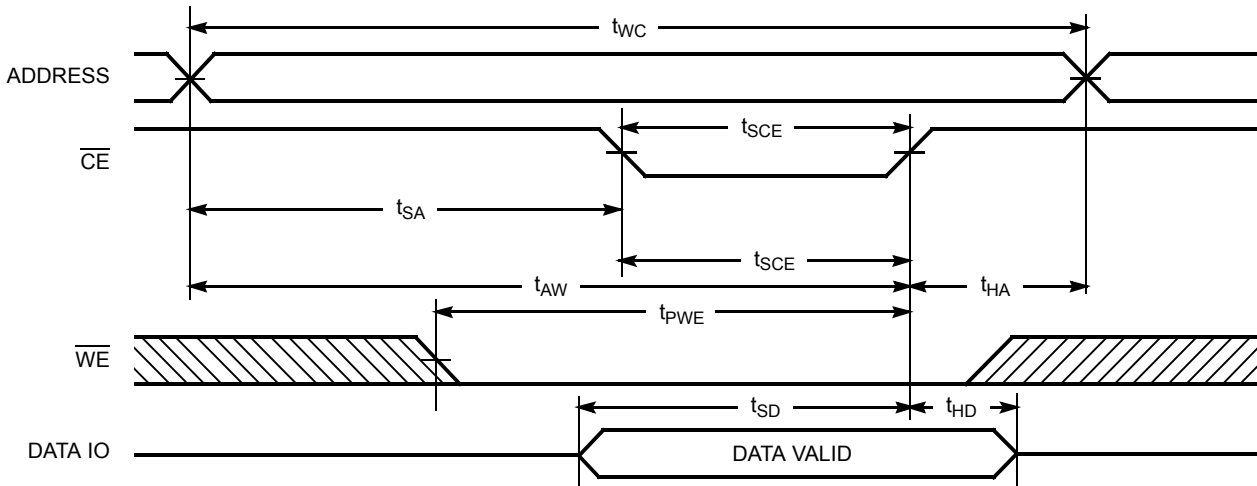 tWC
ADDRESS
tSCE
CE
tSA
tSCE
tAW
tHA
tPWE
WE
tSD
tHD
DATA IO
DATA VALID